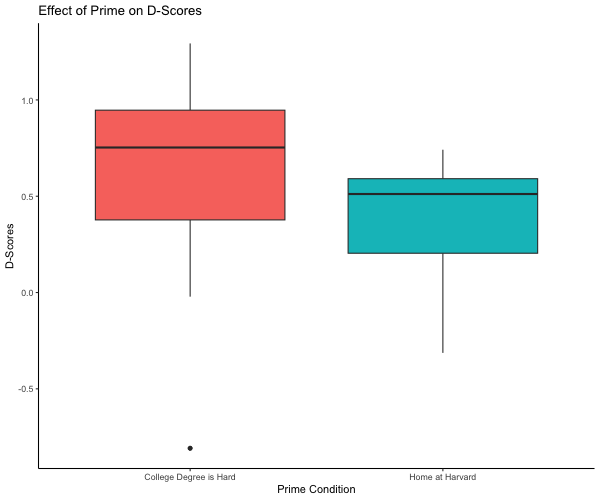 Effect of Prime on D-Scores
D-Scores
1.0
0.5
0.0
-0.5
College Degree is Hard
Home at Harvard
Prime Condition